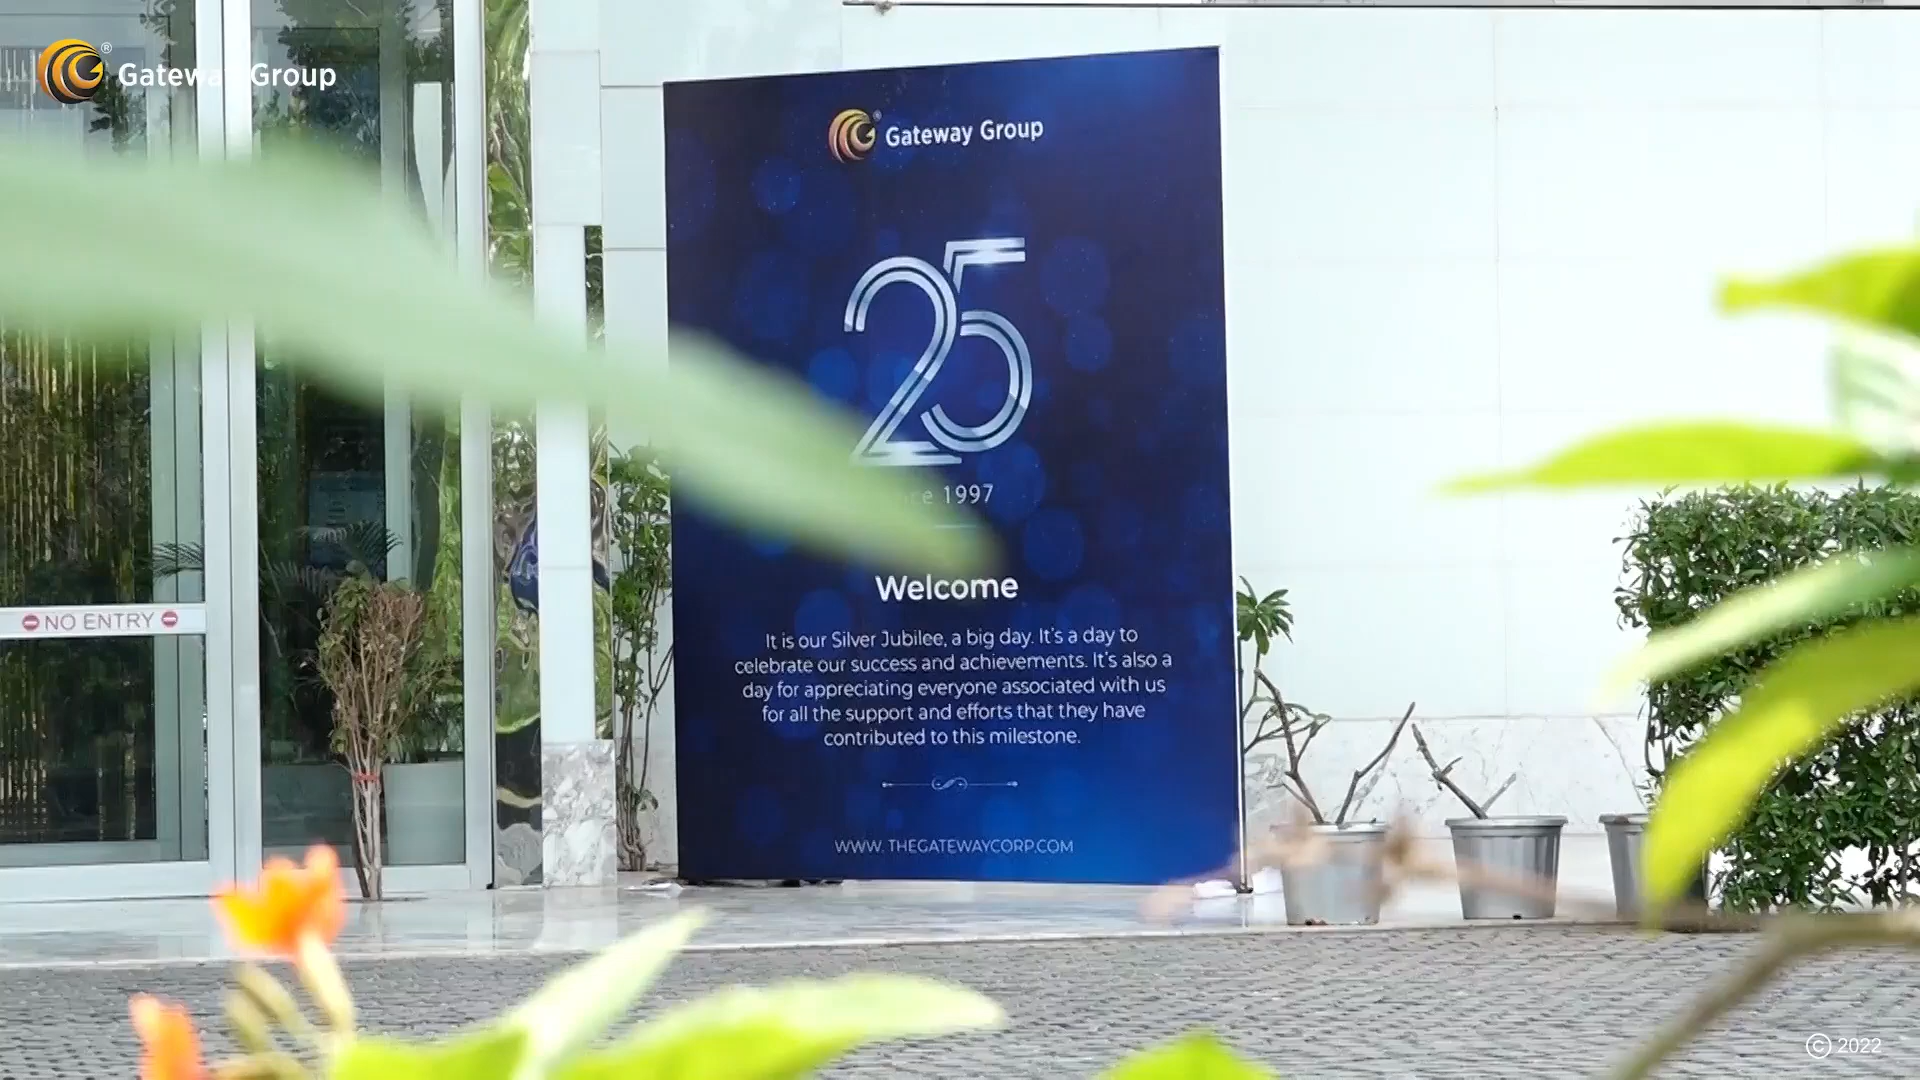 Gateway Group
Gateway Group
25
1997
Welcome
It is our Silver Jubilee, a big day. It's a day to
celebrate our success and achievements. It's also a
day for appreciating everyone associated with us
for all the support and efforts that they have
contributed to this milestone.
WWW. THEGATEWAYCORP.COM
NO ENTRY
© 2022